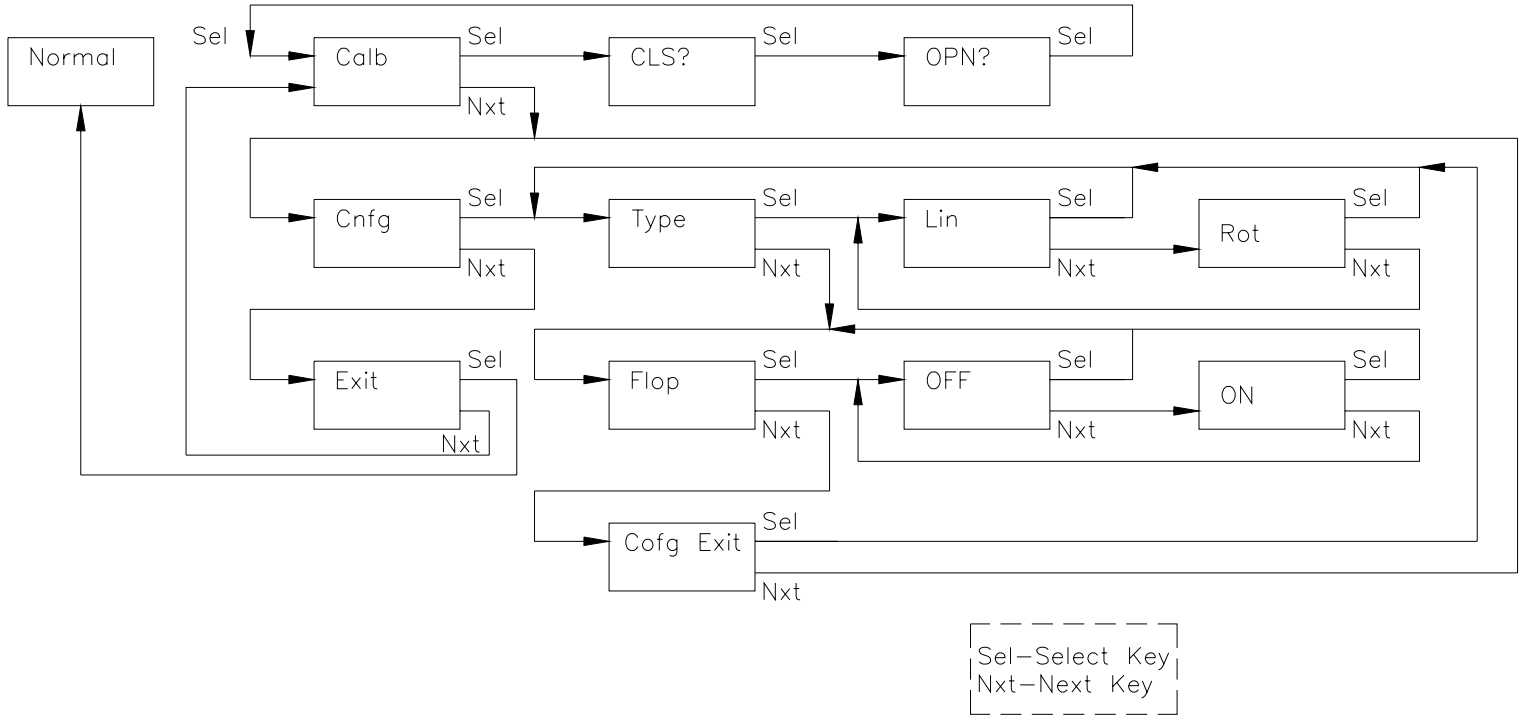 Sel
Normal
Calb
Sel
CLS?
Sel
OPN?
Sel
Nxt
Cnfg
Sel
Type
Sel
Lin
Sel
Rot
Sel
Nxt
Nxt
Nxt
Nxt
Exit
Sel
Flop
Sel
OFF
Sel
ON
Sel
Nxt
Nxt
Nxt
Nxt
Cofg Exit
Sel
Nxt
Sel-Select Key
Nxt-Next Key